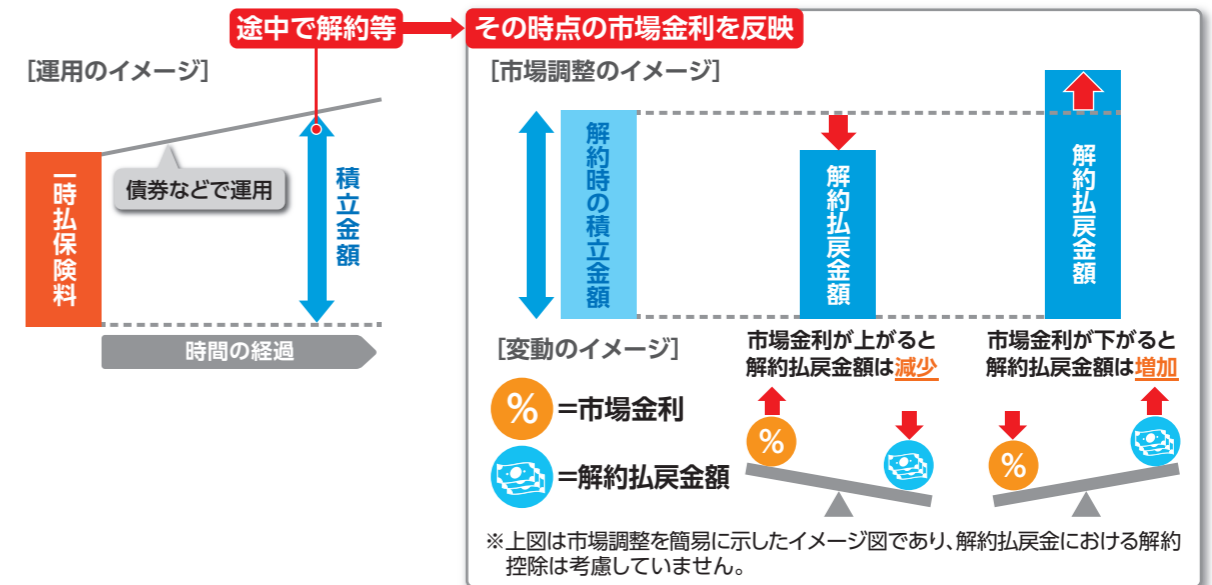 途中で解約等
その時点の市場金利を反映
[運用のイメージ]
一時払保険料
債券などで運用
積立金額
時間の経過
[市場調整のイメージ]
解約時の積立金額
解約払戻金額
解約払戻金額
市場金利が上がると
解約払戻金額は減少
市場金利が下がると
解約払戻金額は増加
[変動のイメージ]
%=市場金利
=解約払戻金額
%
%
※上図は市場調整を簡易に示したイメージ図であり、解約払戻金における解約
控除は考慮していません。